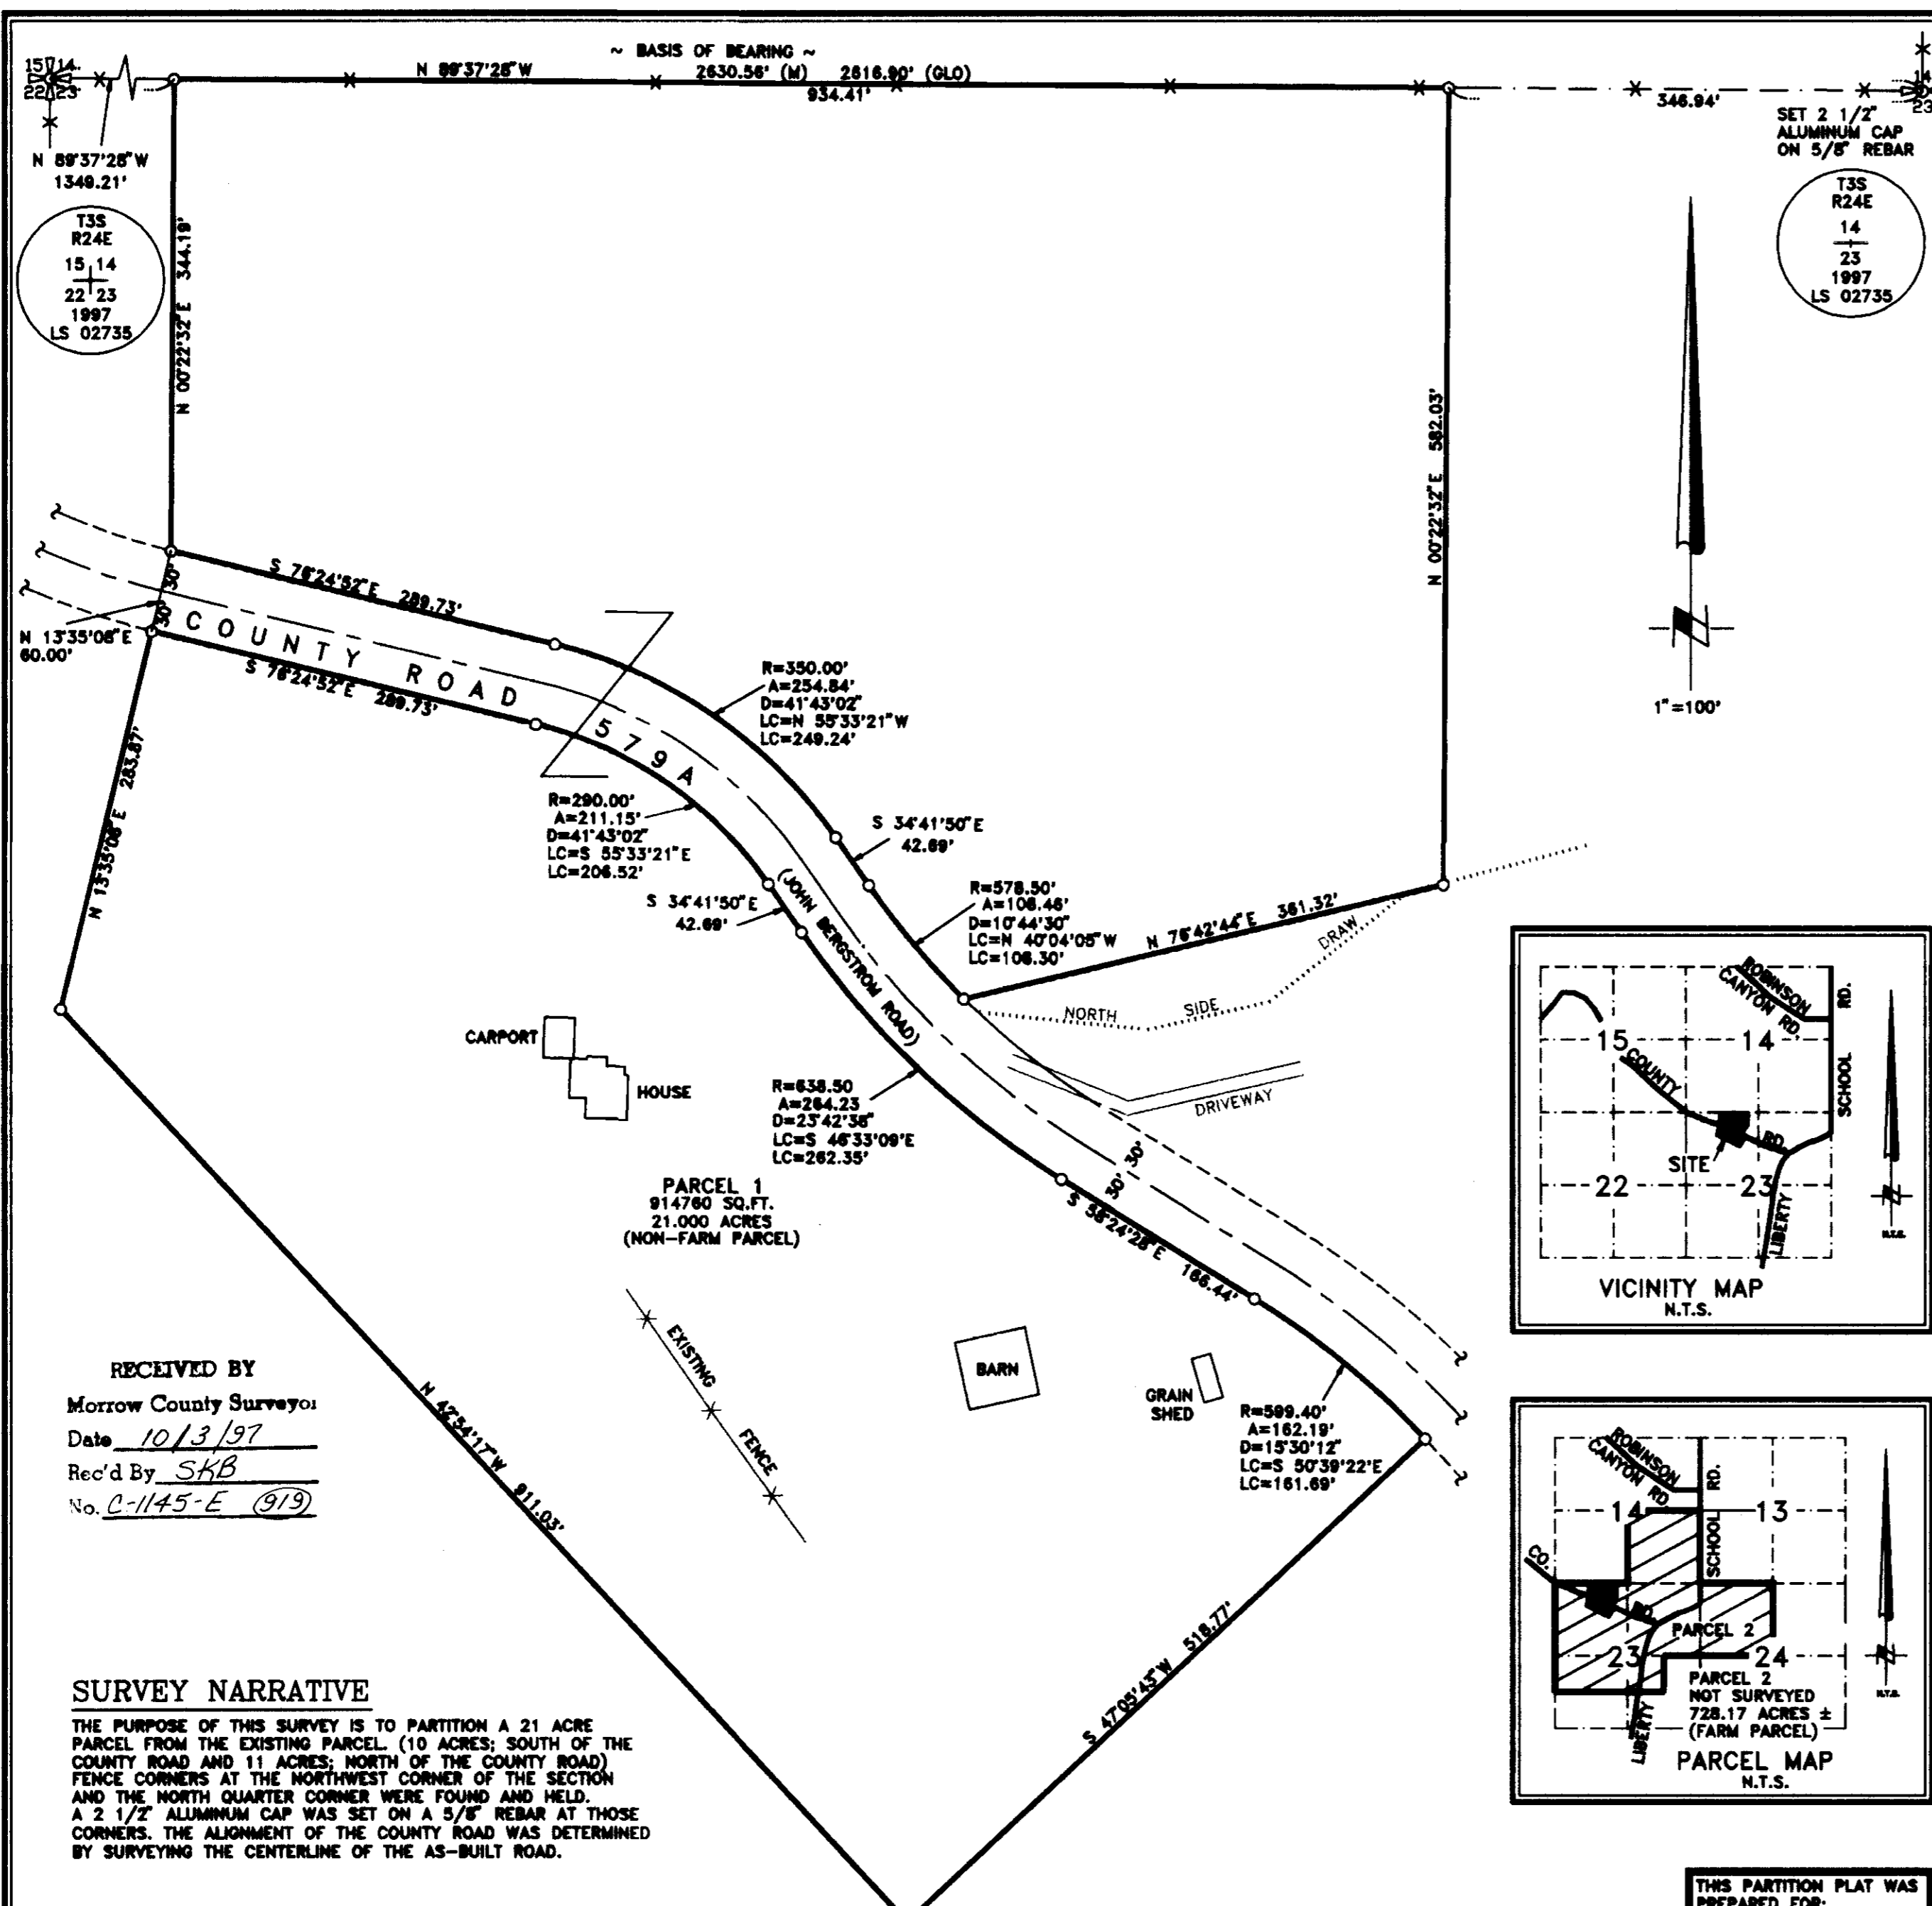 ~ BASIS OF BEARING ~
N 89°37'28" W
2630.56' (M) 2616.90' (GLO)
934.41'
346.94'
15 14
22 23
14
23
N 89°37'28" W
1349.21'
SET 2 1/2"
ALUMINUM CAP
ON 5/8" REBAR
T3S
R24E
15 14
22 23
1997
LS 02735
T3S
R24E
14
23
1997
LS 02735
N 00°22'32" E 344.19'
N 00°22'32" E 582.03'
1"=100'
S 76°24'52" E 289.73'
30'
30'
N 13°35'08" E
60.00'
COUNTY ROAD 579A
S 76°24'52" E 289.73'
R=350.00'
A=254.84'
D=41°43'02"
LC=N 55°33'21" W
LC=249.24'
N 13°35'08" E 283.87'
R=290.00'
A=211.15'
D=41°43'02"
LC=S 55°33'21" E
LC=206.52'
S 34°41'50" E
42.69'
S 34°41'50" E
42.69'
(JOHN BERGSTROM ROAD)
R=578.50'
A=108.46'
D=10°44'30"
LC=N 40°04'05" W
LC=108.30'
N 76°42'44" E 361.32'
NORTH SIDE DRAW
DRIVEWAY
CARPORT
HOUSE
R=638.50
A=264.23
D=23°42'38"
LC=S 46°33'09" E
LC=262.35'
30' 30'
PARCEL 1
914760 SQ.FT.
21.000 ACRES
(NON-FARM PARCEL)
S 58°24'28" E 166.44'
EXISTING FENCE
BARN
GRAIN
SHED
R=599.40'
A=162.19'
D=15°30'12"
LC=S 50°39'22" E
LC=161.69'
N 42°54'17" W 911.03'
S 47°05'43" W 518.77'
RECEIVED BY
Morrow County Surveyor
Date 10/3/97
Rec'd By SKB
No. C-1145-E (919)
ROBINSON
CANYON RD.
SCHOOL RD.
15 14
COUNTY RD
SITE
22 23
LIBERTY
N.T.S.
VICINITY MAP
N.T.S.
ROBINSON
CANYON RD
SCHOOL RD.
14 13
CO. RD.
PARCEL 2
23 24
PARCEL 2
NOT SURVEYED
728.17 ACRES ±
(FARM PARCEL)
LIBERTY
N.T.S.
PARCEL MAP
N.T.S.
SURVEY NARRATIVE
THE PURPOSE OF THIS SURVEY IS TO PARTITION A 21 ACRE
PARCEL FROM THE EXISTING PARCEL. (10 ACRES; SOUTH OF THE
COUNTY ROAD AND 11 ACRES; NORTH OF THE COUNTY ROAD)
FENCE CORNERS AT THE NORTHWEST CORNER OF THE SECTION
AND THE NORTH QUARTER CORNER WERE FOUND AND HELD.
A 2 1/2" ALUMINUM CAP WAS SET ON A 5/8" REBAR AT THOSE
CORNERS. THE ALIGNMENT OF THE COUNTY ROAD WAS DETERMINED
BY SURVEYING THE CENTERLINE OF THE AS-BUILT ROAD.
THIS PARTITION PLAT WAS
PREPARED FOR: